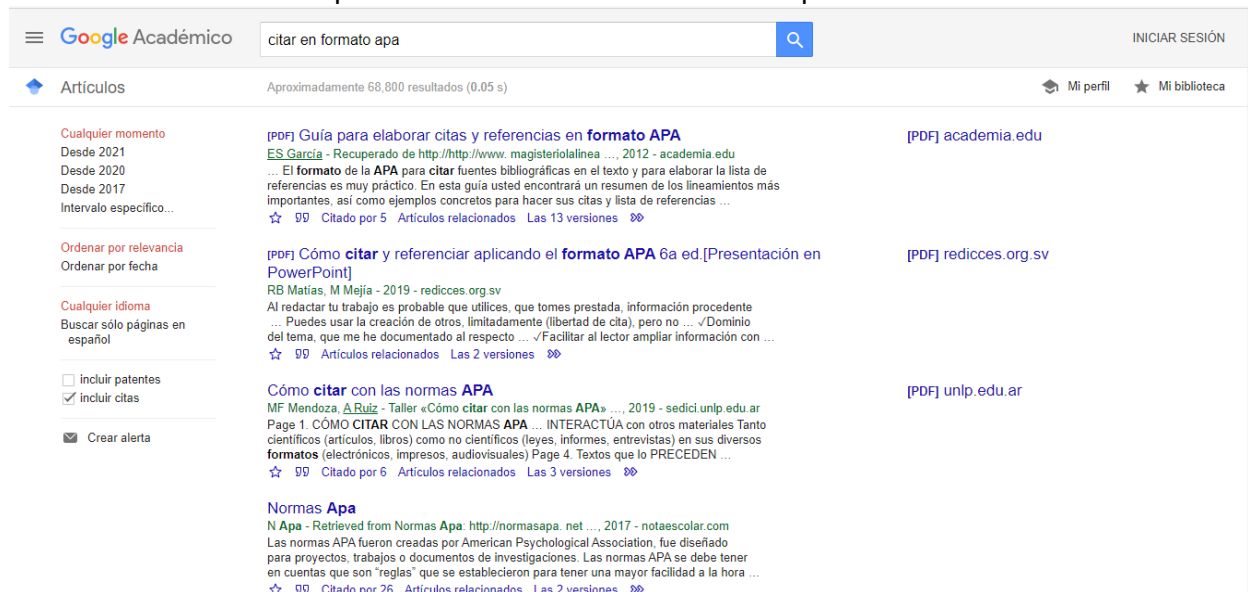 Google Académico
citar en formato apa
INICIAR SESIÓN
Artículos
Aproximadamente 68,800 resultados (0.05 s)
Mi perfil
Mi biblioteca
Cualquier momento
Desde 2021
Desde 2020
Desde 2017
Intervalo específico...
Ordenar por relevancia
Ordenar por fecha
Cualquier idioma
Buscar sólo páginas en
español
incluir patentes
incluir citas
Crear alerta
[PDF] Guía para elaborar citas y referencias en formato APA
ES García - Recuperado de http://http://www. magisteriolalinea …, 2012 - academia.edu
… El formato de la APA para citar fuentes bibliográficas en el texto y para elaborar la lista de
referencias es muy práctico. En esta guía usted encontrará un resumen de los lineamientos más
importantes, así como ejemplos concretos para hacer sus citas y lista de referencias …
Citado por 5 Artículos relacionados Las 13 versiones
[PDF] academia.edu
[PDF] Cómo citar y referenciar aplicando el formato APA 6a ed.[Presentación en
PowerPoint]
RB Matías, M Mejía - 2019 - redicces.org.sv
Al redactar tu trabajo es probable que utilices, que tomes prestada, información procedente
… Puedes usar la creación de otros, limitadamente (libertad de cita), pero no … ✓Dominio
del tema, que me he documentado al respecto … ✓Facilitar al lector ampliar información con …
Artículos relacionados Las 2 versiones
[PDF] redicces.org.sv
Cómo citar con las normas APA
MF Mendoza, A Ruiz - Taller «Cómo citar con las normas APA» …, 2019 - sedici.unlp.edu.ar
Page 1. CÓMO CITAR CON LAS NORMAS APA … INTERACTÚA con otros materiales Tanto
científicos (artículos, libros) como no científicos (leyes, informes, entrevistas) en sus diversos
formatos (electrónicos, impresos, audiovisuales) Page 4. Textos que lo PRECEDEN …
Citado por 6 Artículos relacionados Las 3 versiones
[PDF] unlp.edu.ar
Normas Apa
N Apa - Retrieved from Normas Apa: http://normasapa. net …, 2017 - notaescolar.com
Las normas APA fueron creadas por American Psychological Association, fue diseñado
para proyectos, trabajos o documentos de investigaciones. Las normas APA se debe tener
en cuentas que son “reglas” que se establecieron para tener una mayor facilidad a la hora …
Citado por 26 Artículos relacionados Las 2 versiones